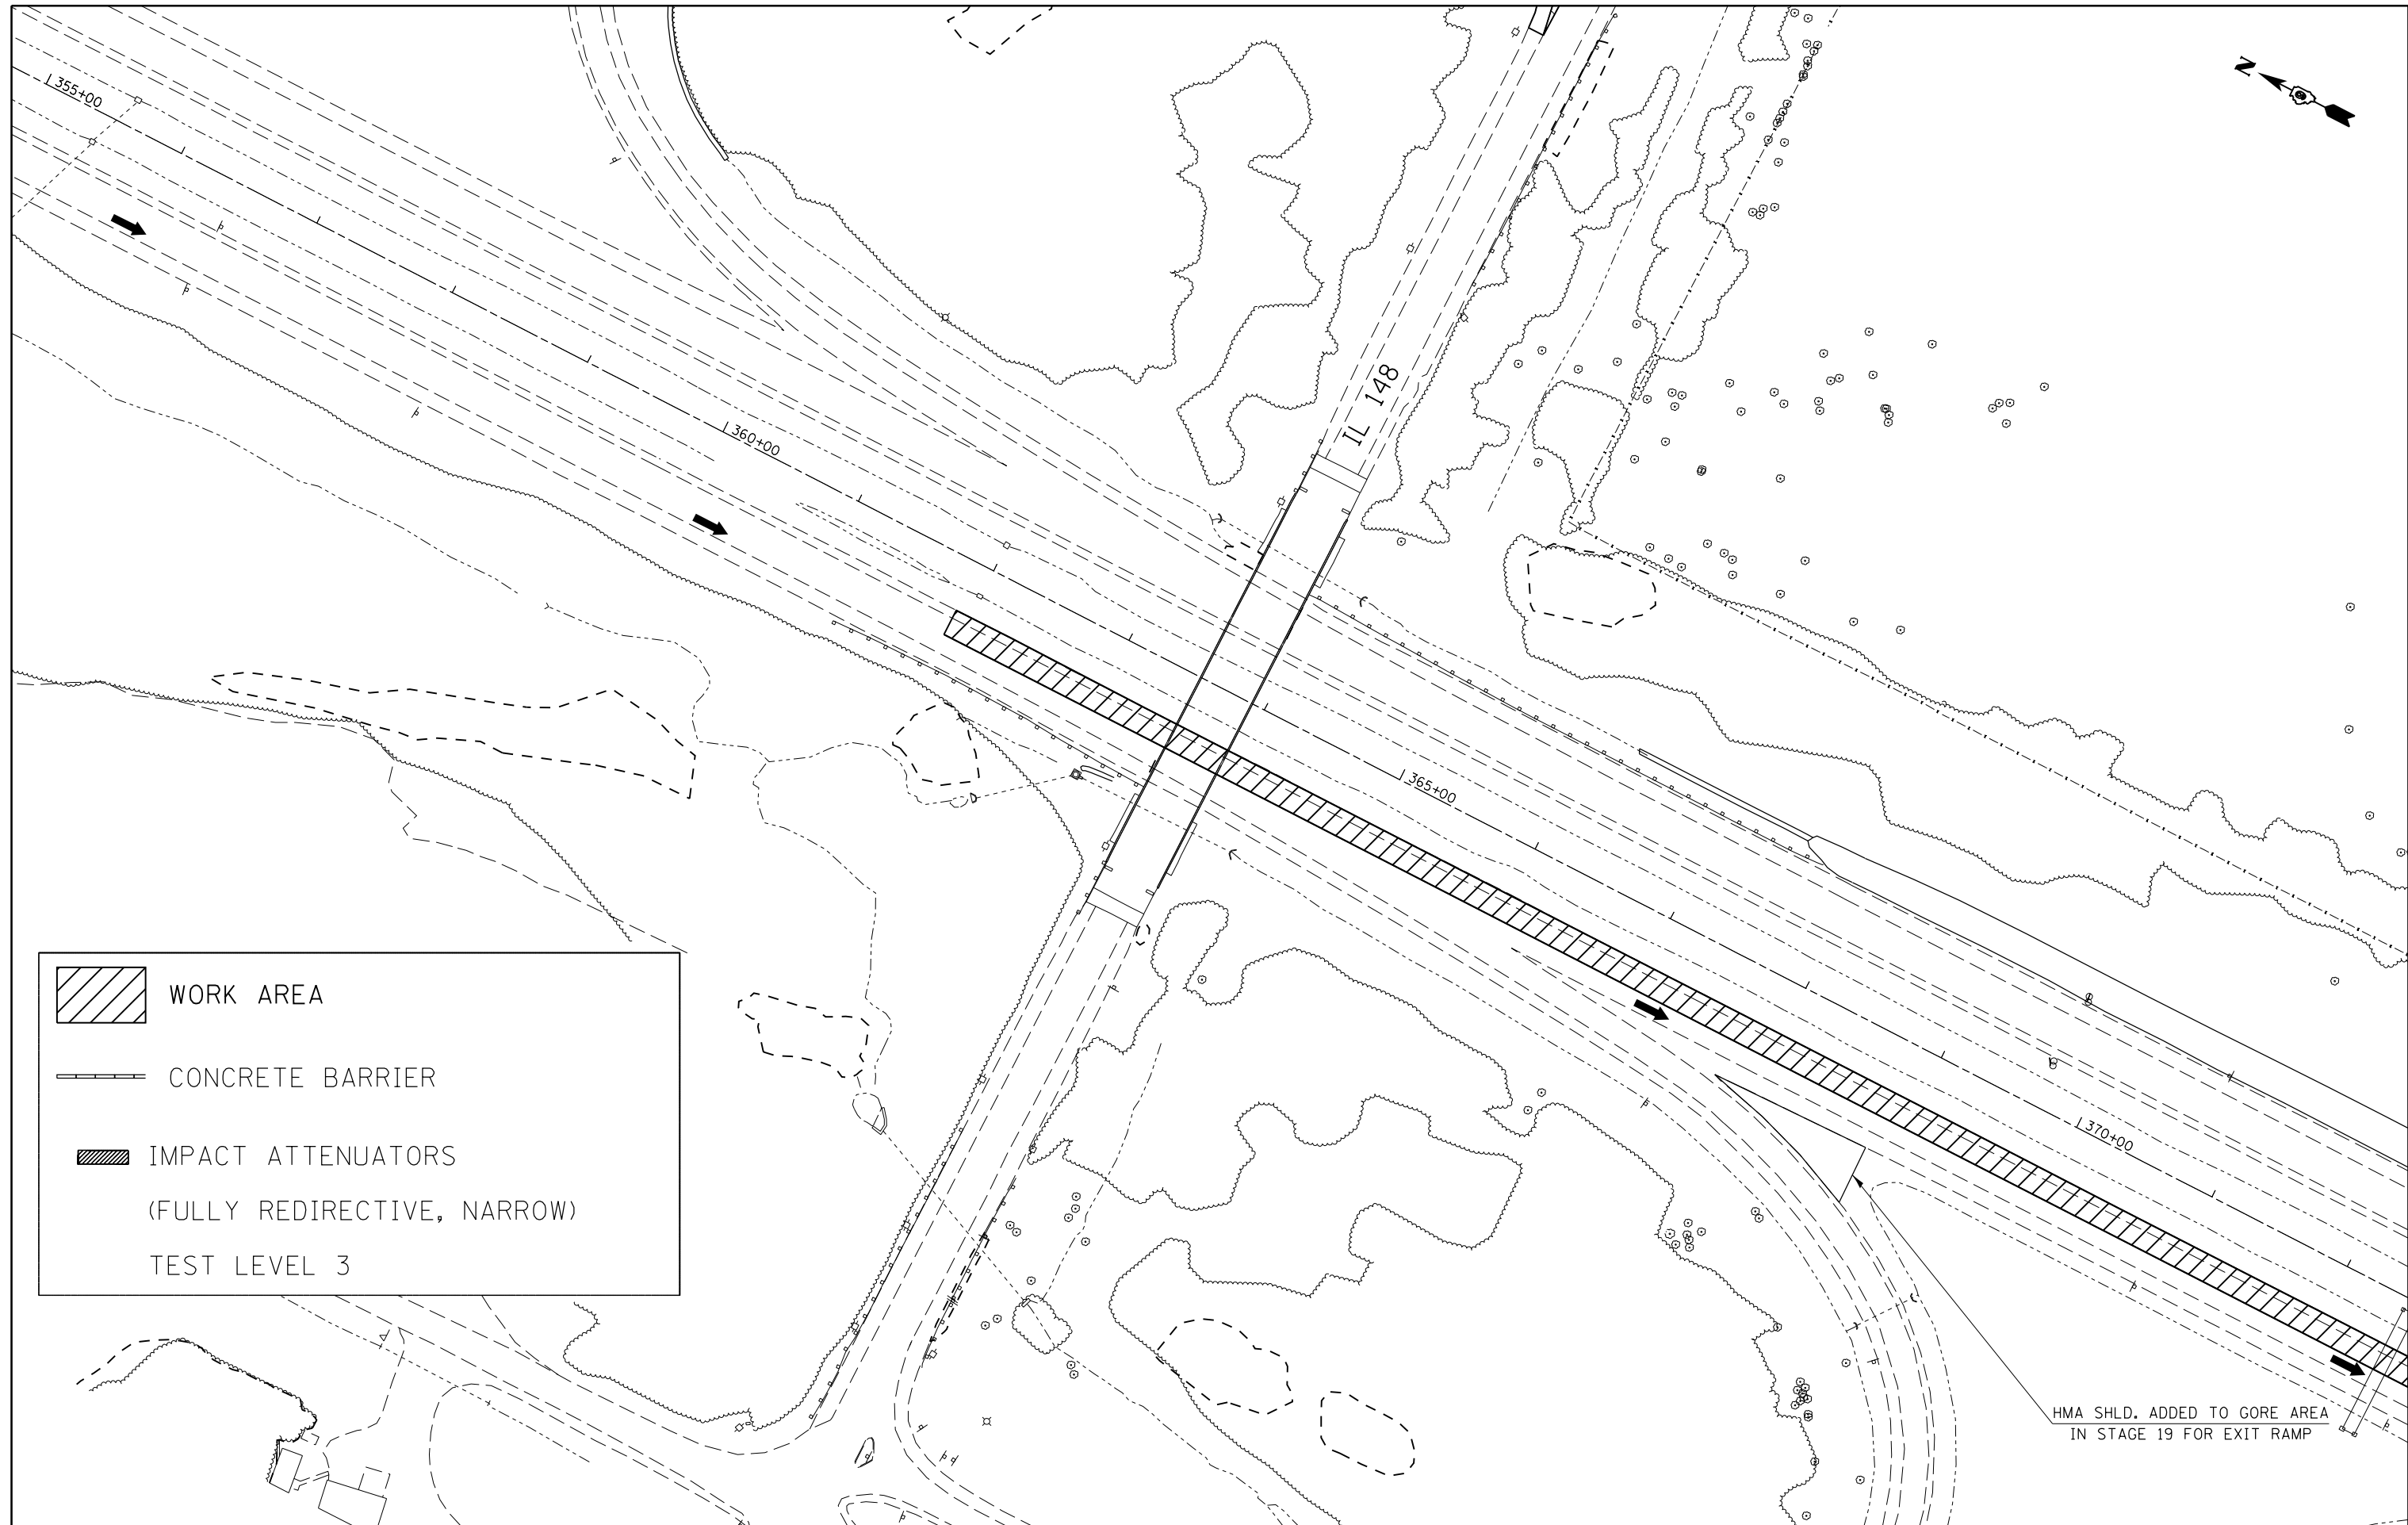 355+00
N
IL 148
360+00
365+00
370+00
WORK AREA
CONCRETE BARRIER
IMPACT ATTENUATORS
(FULLY REDIRECTIVE, NARROW)
TEST LEVEL 3
HMA SHLD. ADDED TO GORE AREA
IN STAGE 19 FOR EXIT RAMP